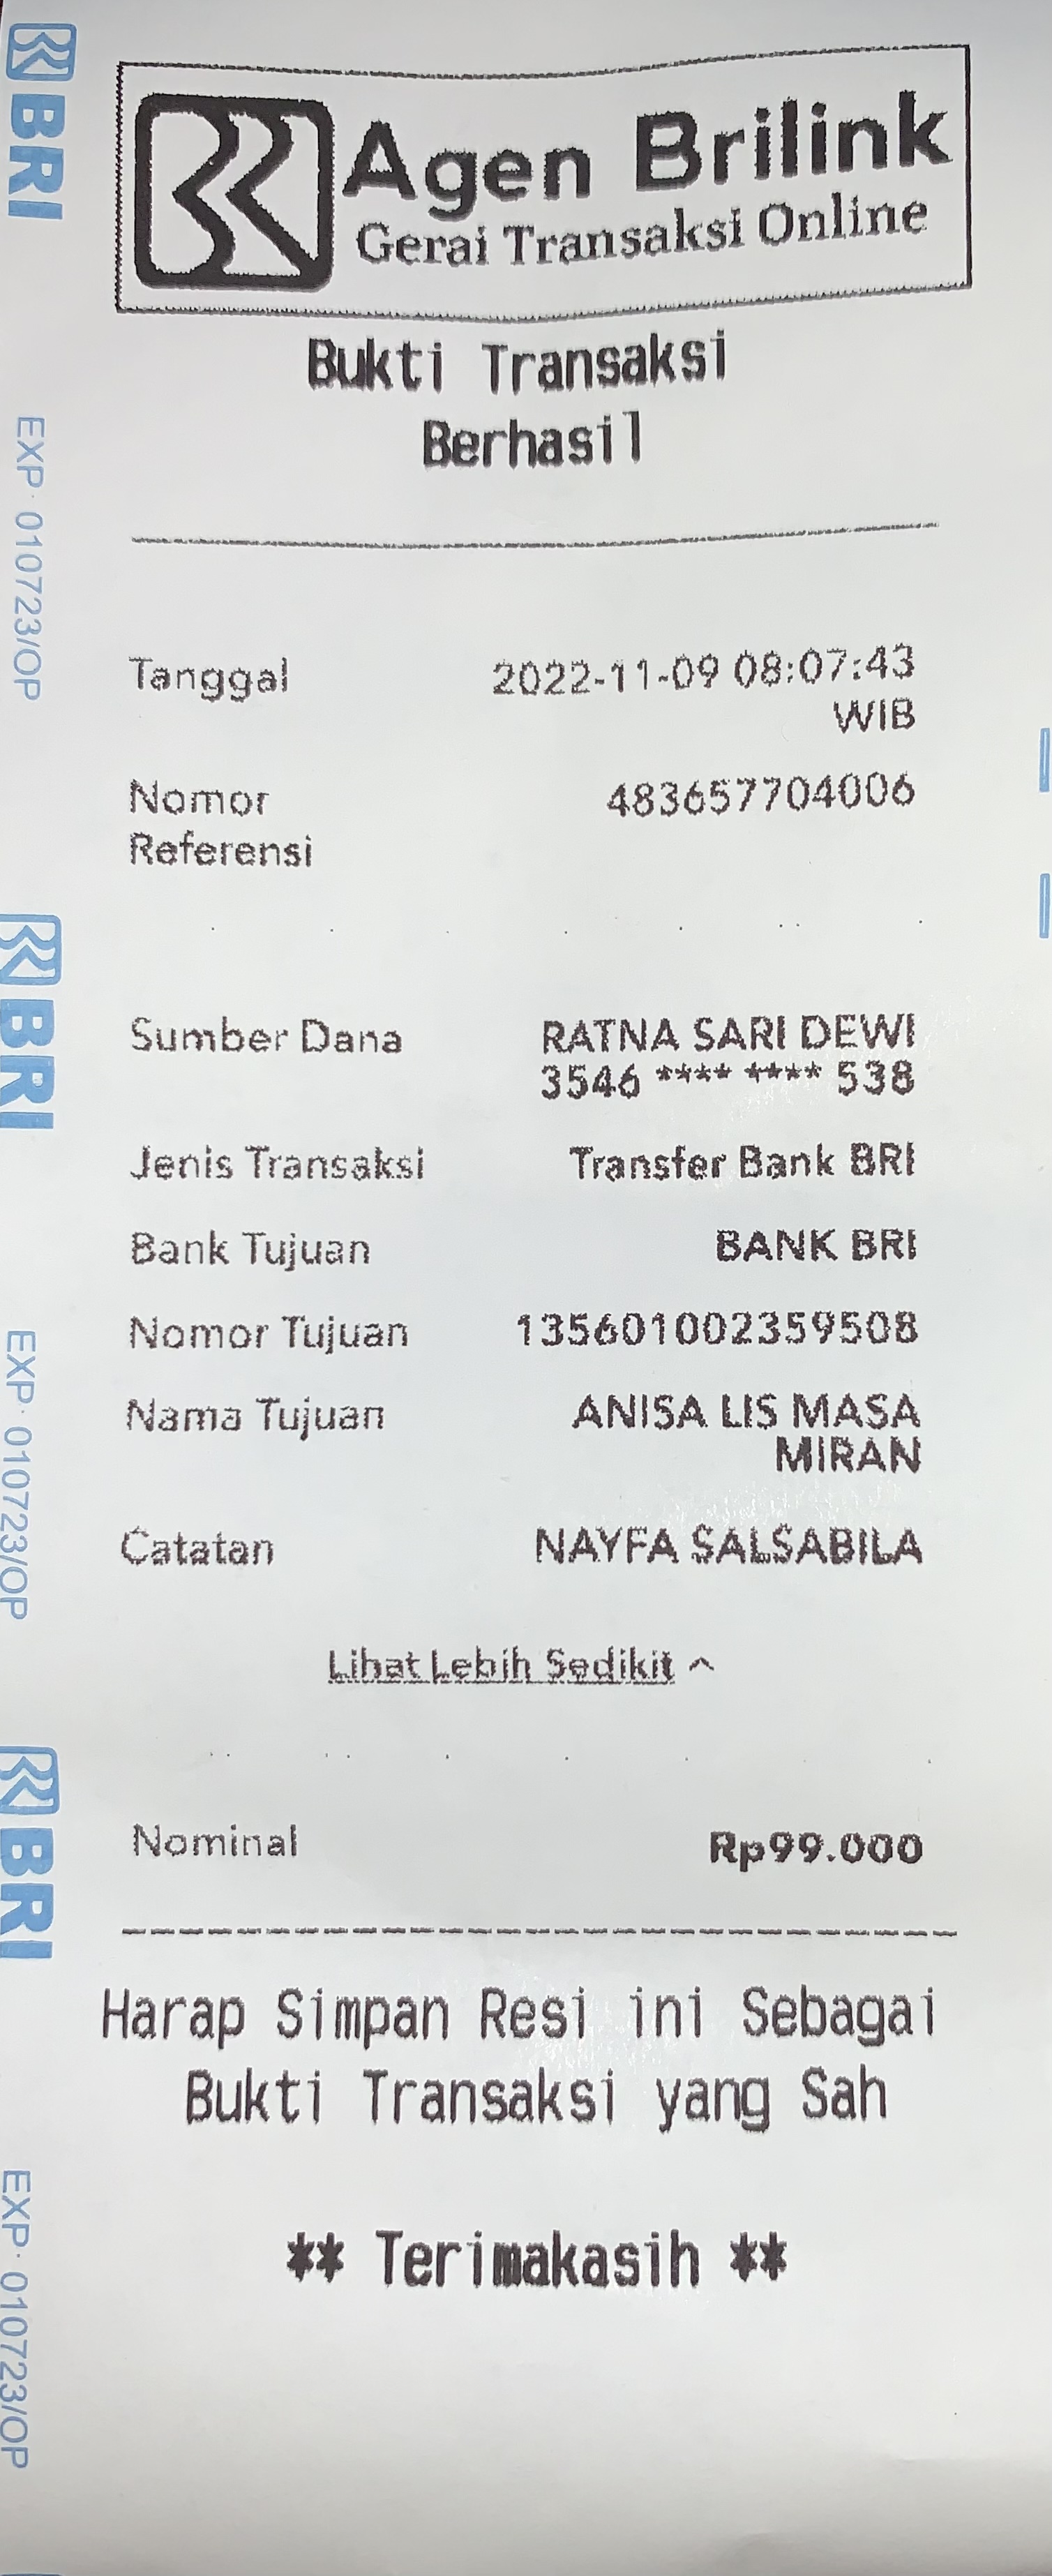 Agen Brilink
Gerai Transaksi Online
Bukti Transaksi
Berhasil
Tanggal 2022-11-09 08:07:43
WIB
Nomor 483657704006
Referensi
Sumber Dana RATNA SARI DEWI
3546 **** **** 538
Jenis Transaksi Transfer Bank BRI
Bank Tujuan BANK BRI
Nomor Tujuan 135601002359508
Nama Tujuan ANISA LIS MASA
MIRAN
Catatan NAYFA SALSABILA
Lihat Lebih Sedikit ^
Nominal Rp99.000
Harap Simpan Resi ini Sebagai
Bukti Transaksi yang Sah
** Terimakasih **
BRI
EXP· 010723/OP
BRI
EXP· 010723/OP
BRI
EXP· 010723/OP